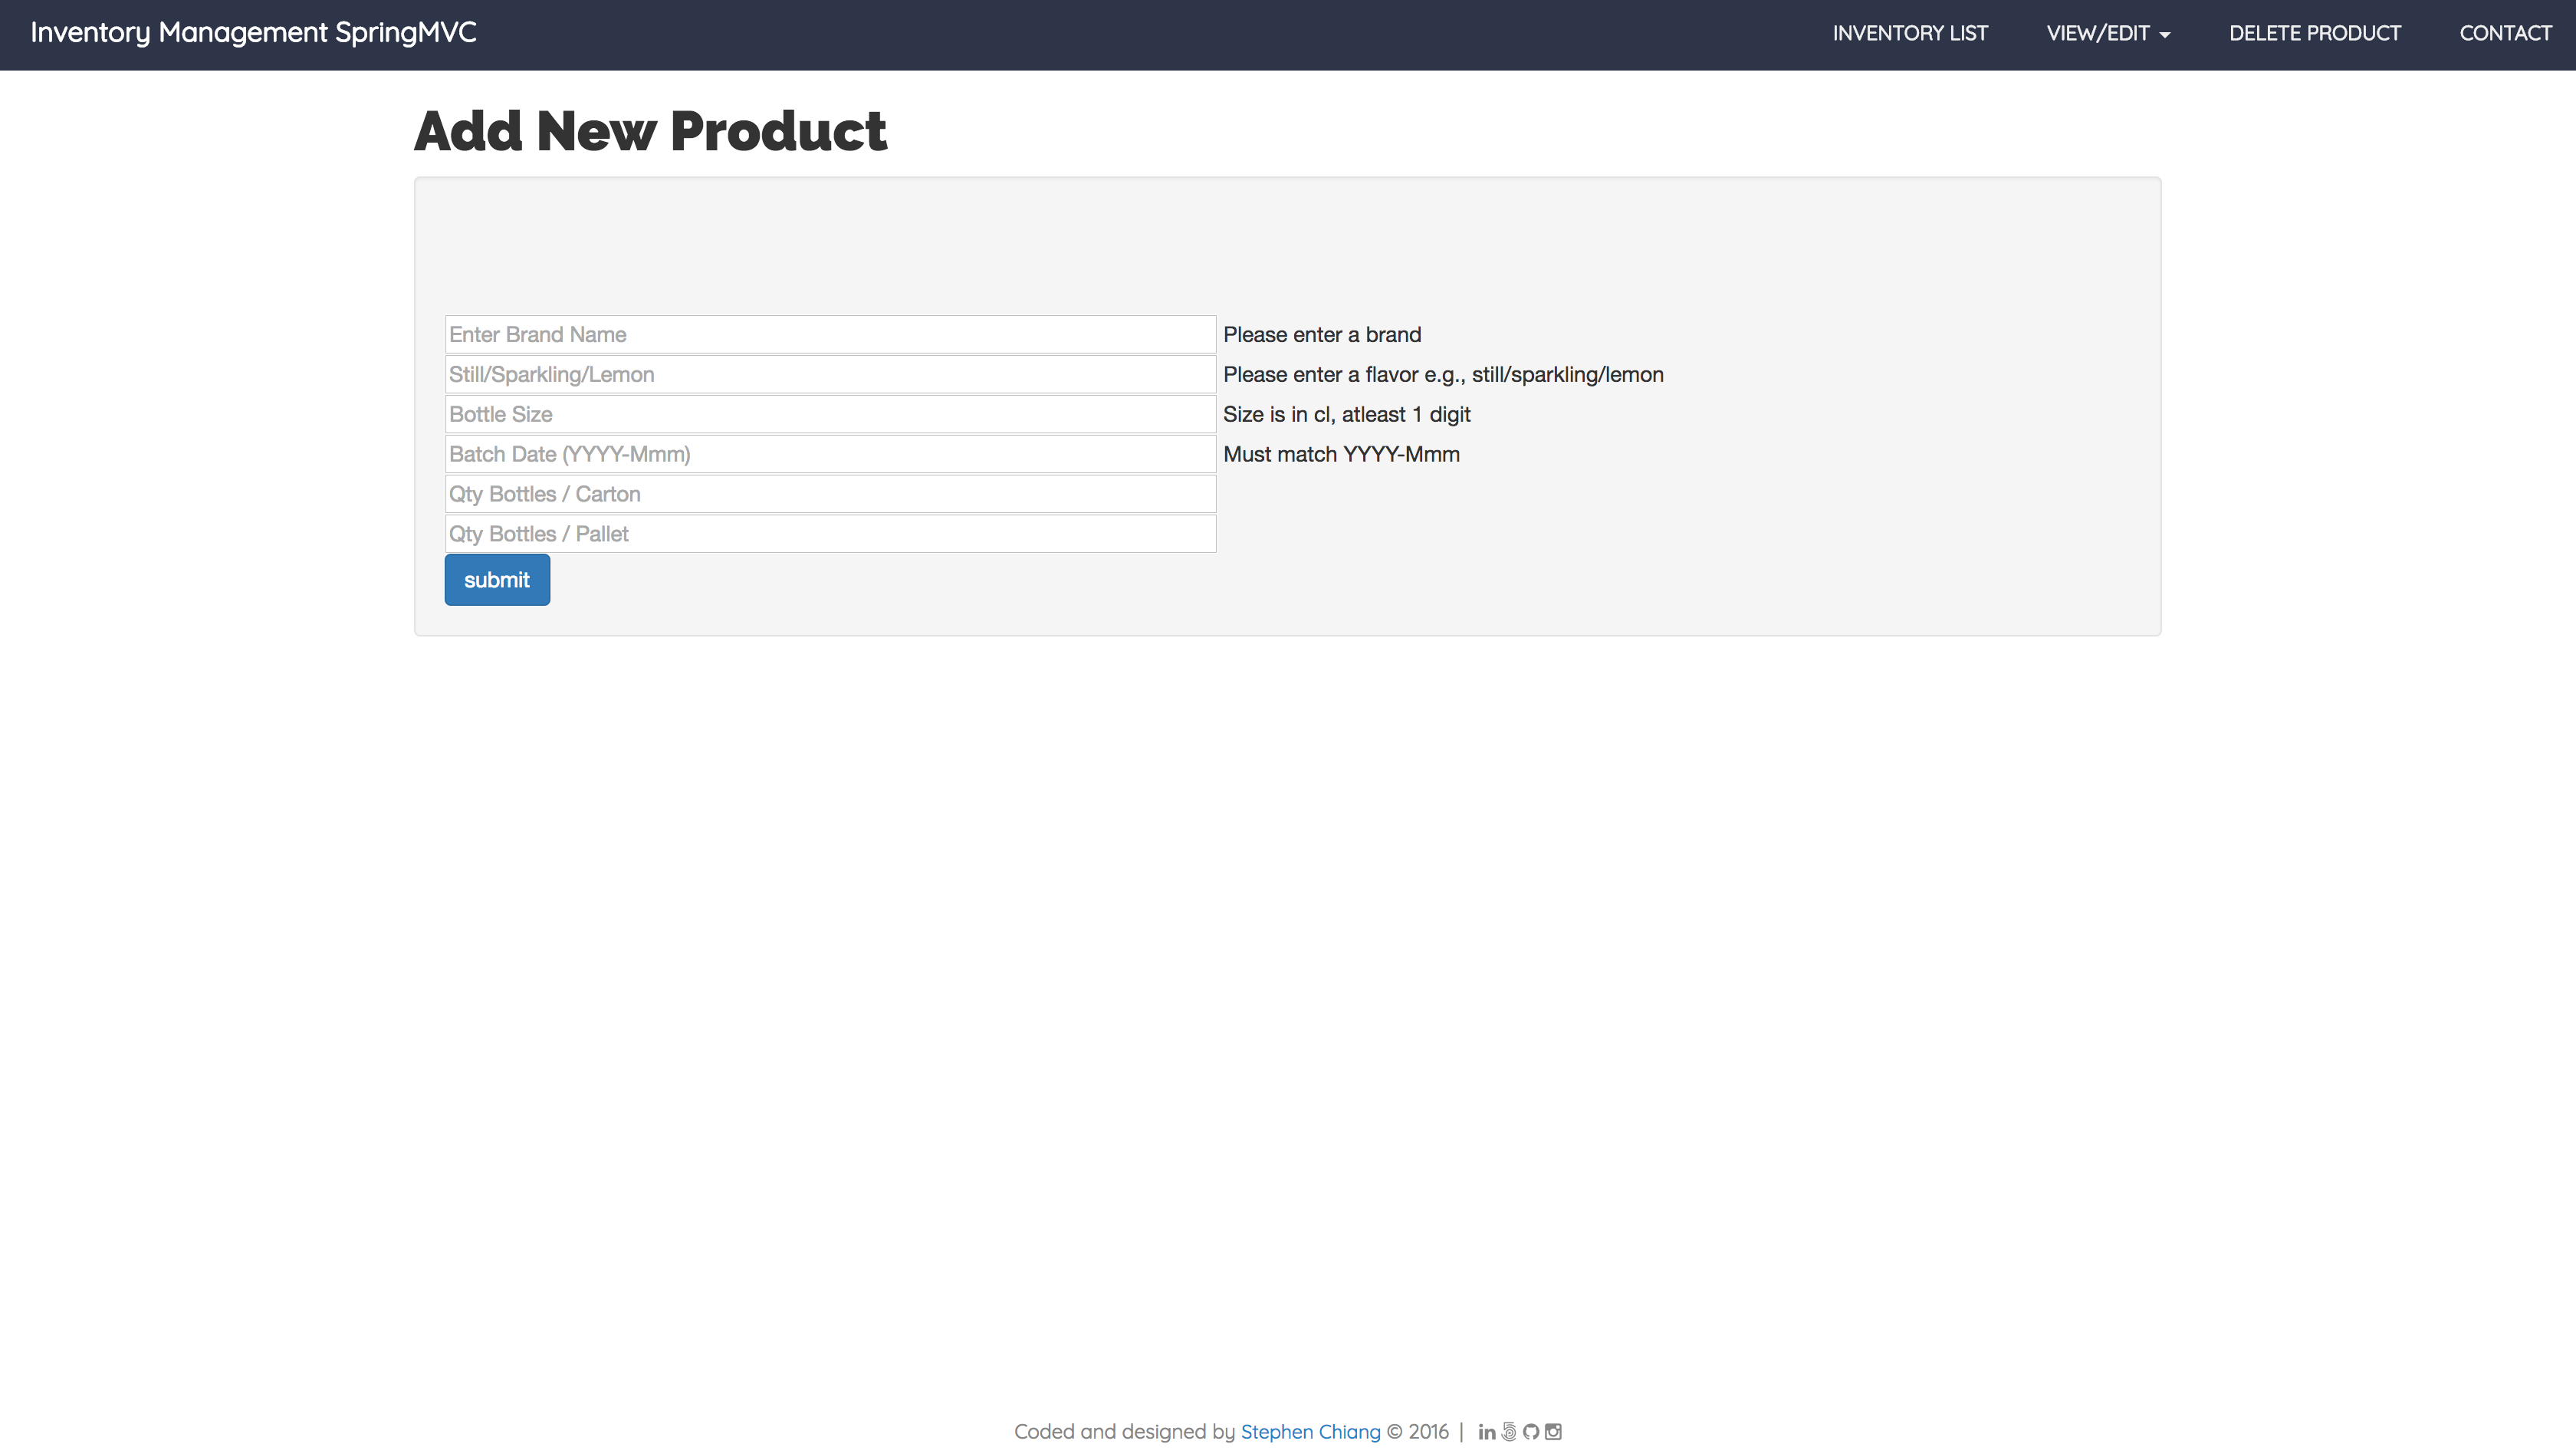 Inventory Management SpringMVC INVENTORY LIST VIEW/EDIT DELETE PRODUCT CONTACT
Add New Product
Enter Brand Name Please enter a brand
Still/Sparkling/Lemon Please enter a flavor e.g., still/sparkling/lemon
Bottle Size Size is in cl, atleast 1 digit
Batch Date (YYYY-Mmm) Must match YYYY-Mmm
Qty Bottles / Carton
Qty Bottles / Pallet
submit
Coded and designed by Stephen Chiang © 2016 | in